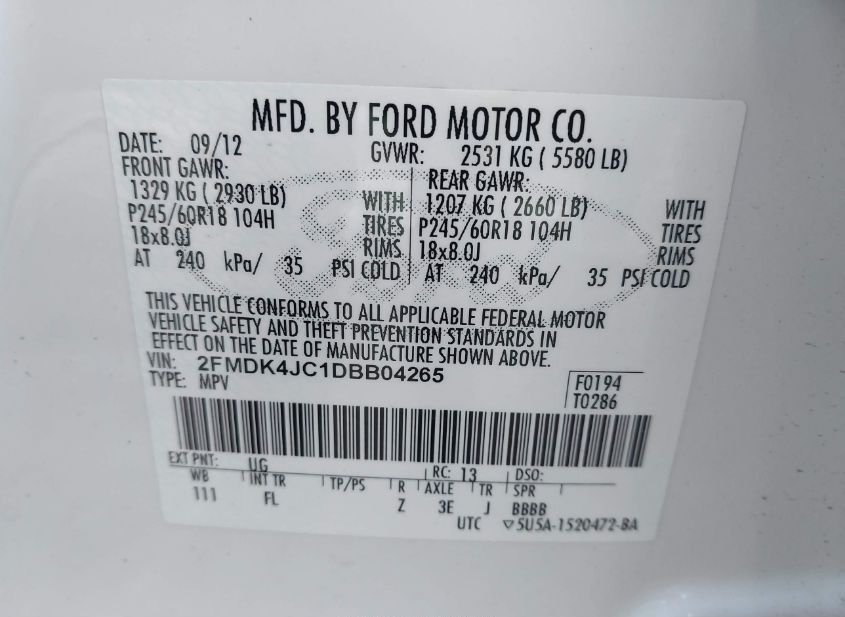 MFD. BY FORD MOTOR CO.
DATE: 09/12 GVWR: 2531 KG ( 5580 LB)
FRONT GAWR: REAR GAWR:
1329 KG ( 2930 LB) WITH 1207 KG ( 2660 LB) WITH
P245/60R18 104H TIRES P245/60R18 104H TIRES
18x8.0J RIMS 18x8.0J RIMS
AT 240 kPa/ 35 PSI COLD AT 240 kPa/ 35 PSI COLD
THIS VEHICLE CONFORMS TO ALL APPLICABLE FEDERAL MOTOR
VEHICLE SAFETY AND THEFT PREVENTION STANDARDS IN
EFFECT ON THE DATE OF MANUFACTURE SHOWN ABOVE.
VIN: 2FMDK4JC1DBB04265
TYPE: MPV
F0194
T0286
EXT PNT: UG RC: 13 DSO:
WB INT TR TP/PS R AXLE TR SPR
111 FL Z 3E J BBBB
UTC ▽5U5A-1520472-BA